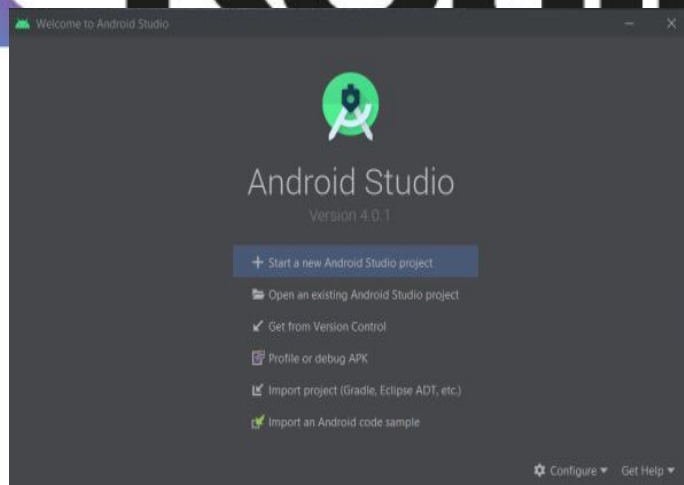 Welcome to Android Studio
Android Studio
Version 4.0.1
Start a new Android Studio project
Open an existing Android Studio project
Get from Version Control
Profile or debug APK
Import project (Gradle, Eclipse ADT, etc.)
Import an Android code sample
Configure Get Help